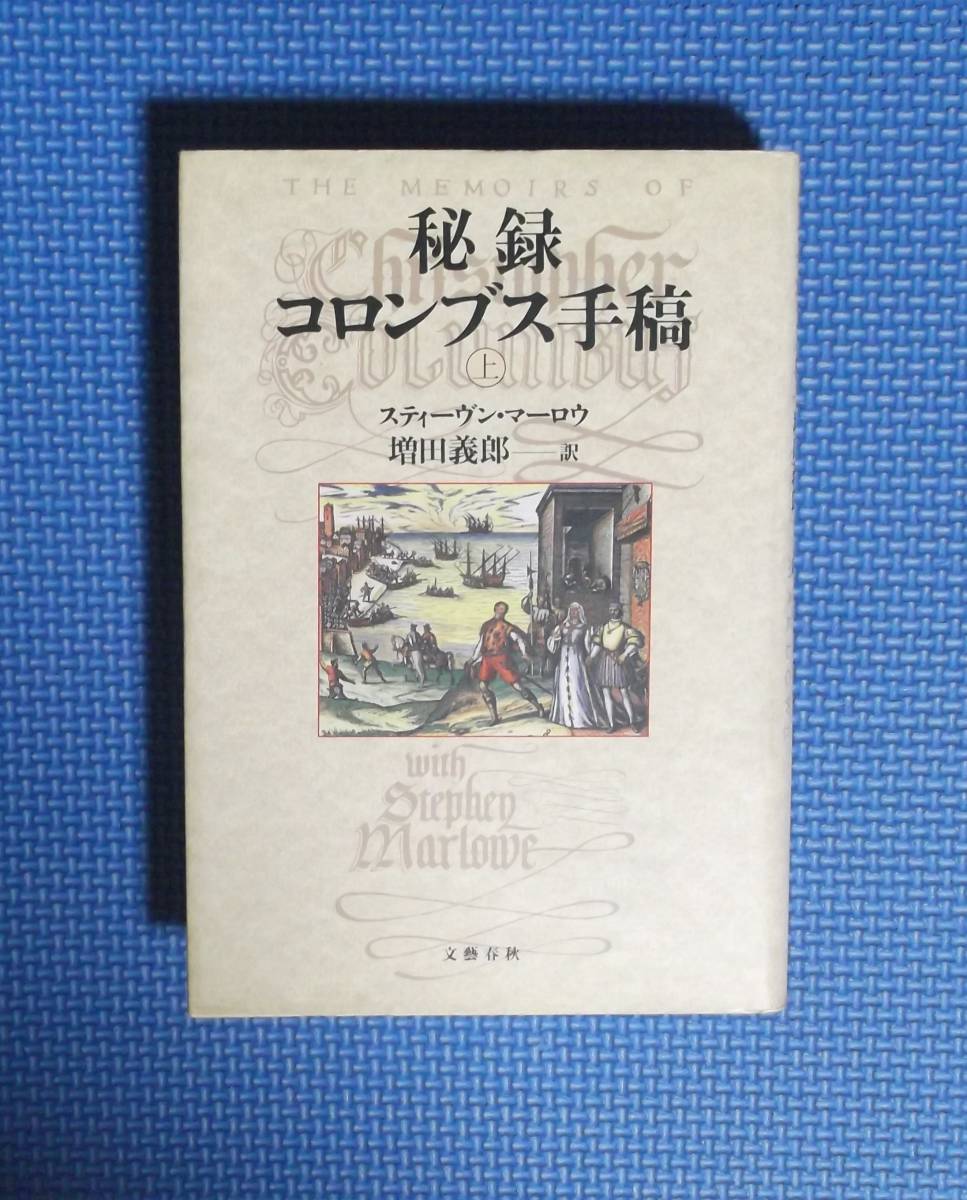 THE MEMOIRS OF
Christopher
Columbus
秘録
コロンブス手稿
上
スティーヴン・マーロウ
増田義郎――訳
with
Stephen
Marlowe
文藝春秋